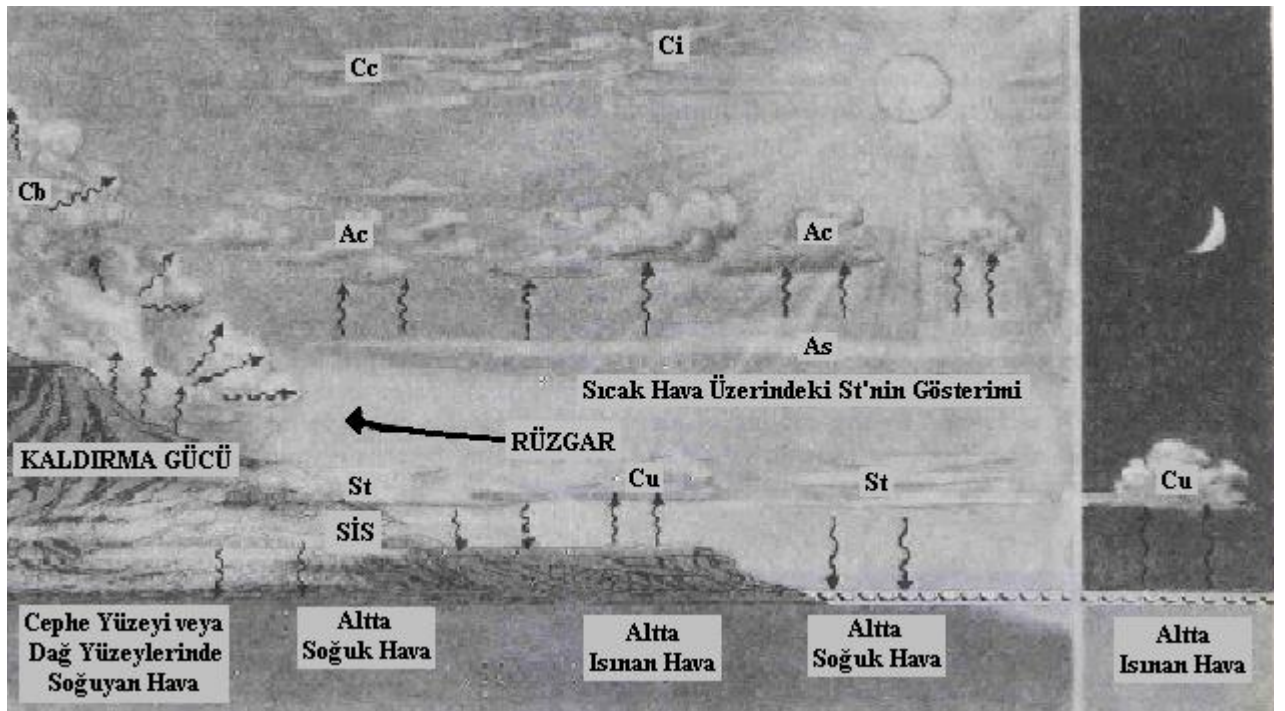 Ci
Cc
Cb
Ac
Ac
As
Sıcak Hava Üzerindeki St'nin Gösterimi
RÜZGAR
KALDIRMA GÜCÜ
St
Cu
St
Cu
SİS
Cephe Yüzeyi veya
Dağ Yüzeylerinde
Soğuyan Hava
Altta
Soğuk Hava
Altta
Isınan Hava
Altta
Soğuk Hava
Altta
Isınan Hava